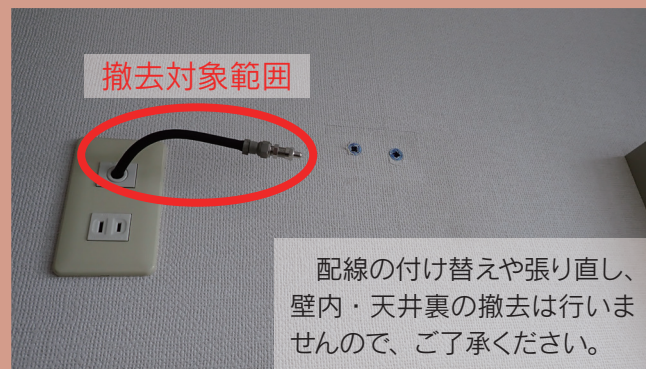 撤去対象範囲
　配線の付け替えや張り直し、
壁内・天井裏の撤去は行いま
せんので、ご了承ください。